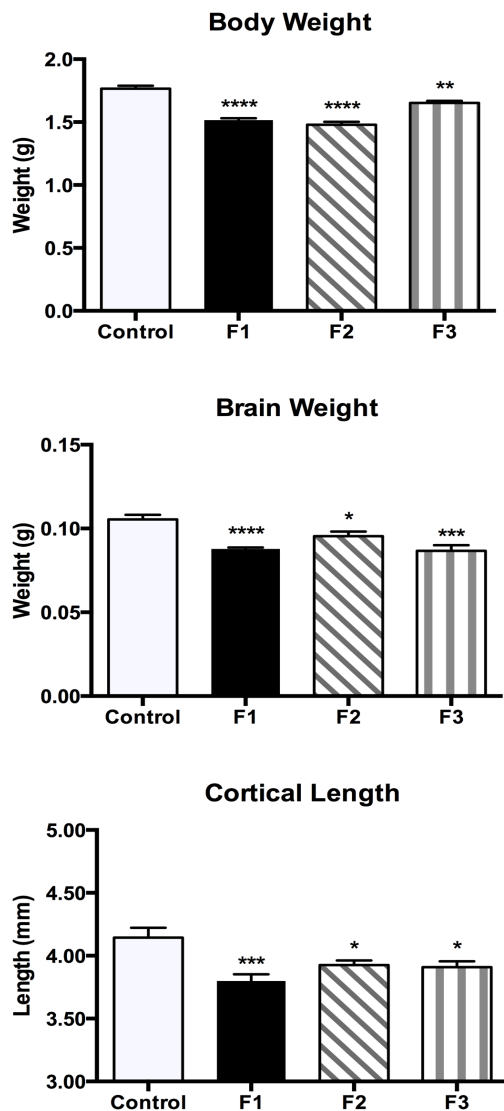 Body Weight
Weight (g)
2.0
1.5
1.0
0.5
0.0
****
****
**
Control F1 F2 F3
Brain Weight
Weight (g)
0.15
0.10
0.05
0.00
****
*
***
Control F1 F2 F3
Cortical Length
Length (mm)
5.00
4.50
4.00
3.50
3.00
***
*
*
Control F1 F2 F3